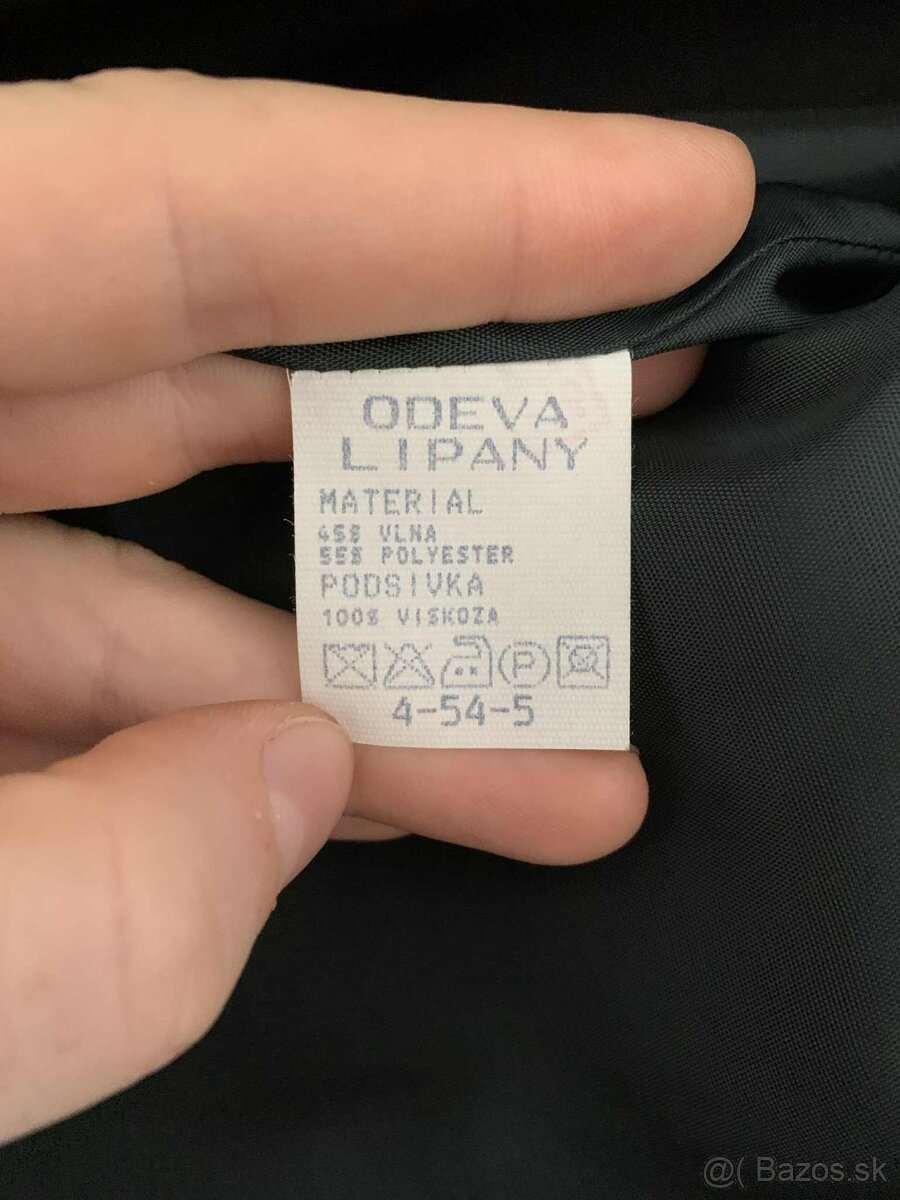 ODEVA
LIPANY
MATERIAL
45% VLNA
55% POLYESTER
PODSIVKA
100% VISKOZA
P
4-54-5
@( Bazos.sk